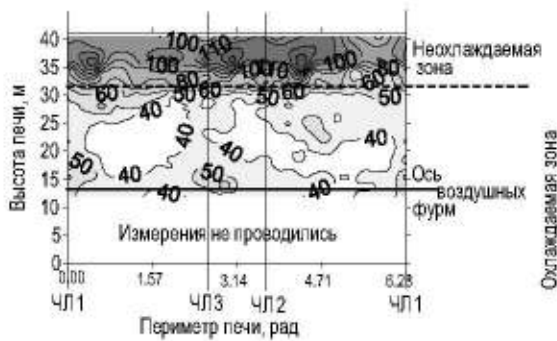 40
35
30
25
20
15
10
5
0
Высота печи, м
100 110 100
100 80 110 80
60 50 60 50 60 50
40 40 40 40
50 50
40 40 40 40
Неохлаждаемая
зона
Ось
воздушных
фурм
Охлаждаемая зона
Измерения не проводились
0.00 1.57 3.14 4.71 6.28
ЧЛ1 ЧЛ3 ЧЛ2 ЧЛ1
Периметр печи, рад